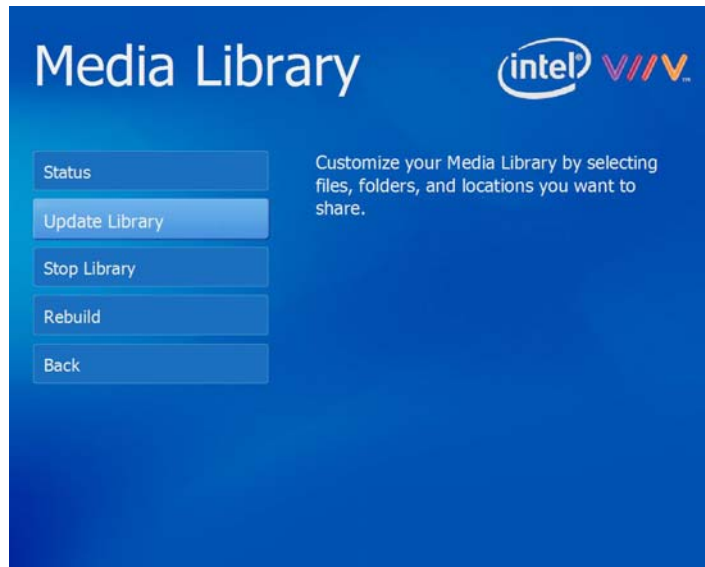 Media Library
intel® VIIV™
Status
Customize your Media Library by selecting
files, folders, and locations you want to
share.
Update Library
Stop Library
Rebuild
Back